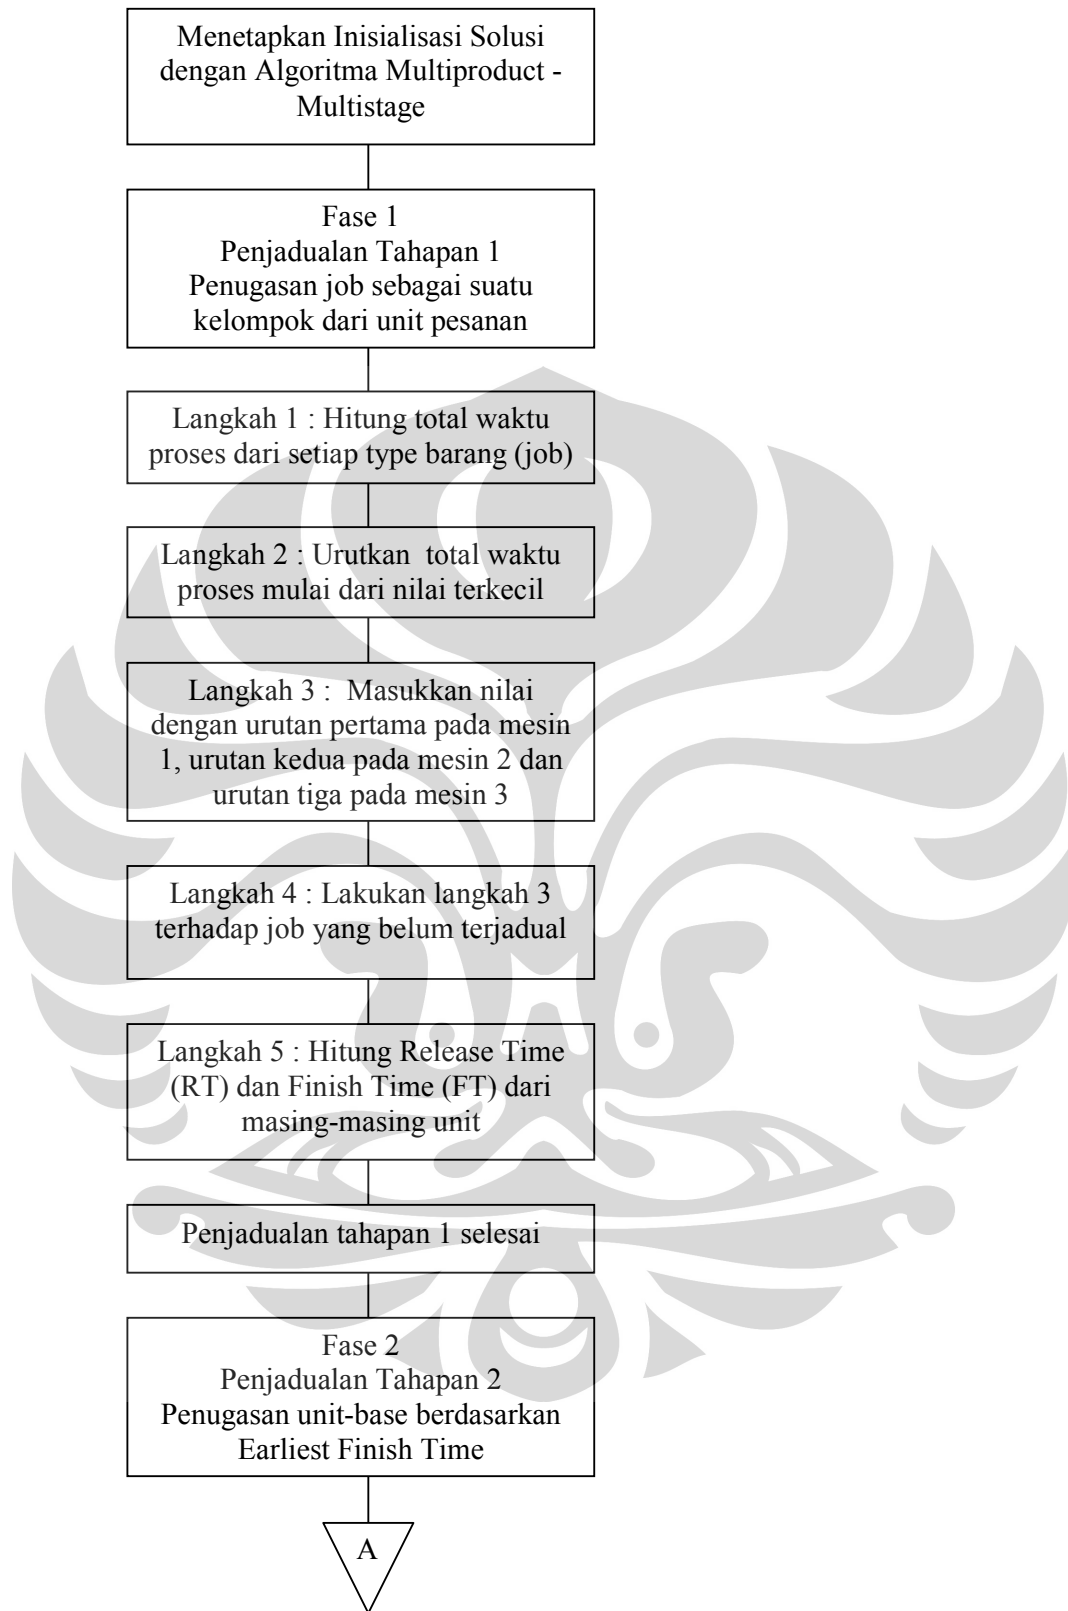 Menetapkan Inisialisasi Solusi
dengan Algoritma Multiproduct -
Multistage
Fase 1
Penjadualan Tahapan 1
Penugasan job sebagai suatu
kelompok dari unit pesanan
Langkah 1 : Hitung total waktu
proses dari setiap type barang (job)
Langkah 2 : Urutkan  total waktu
proses mulai dari nilai terkecil
Langkah 3 :  Masukkan nilai
dengan urutan pertama pada mesin
1, urutan kedua pada mesin 2 dan
urutan tiga pada mesin 3
Langkah 4 : Lakukan langkah 3
terhadap job yang belum terjadual
Langkah 5 : Hitung Release Time
(RT) dan Finish Time (FT) dari
masing-masing unit
Penjadualan tahapan 1 selesai
Fase 2
Penjadualan Tahapan 2
Penugasan unit-base berdasarkan
Earliest Finish Time
A